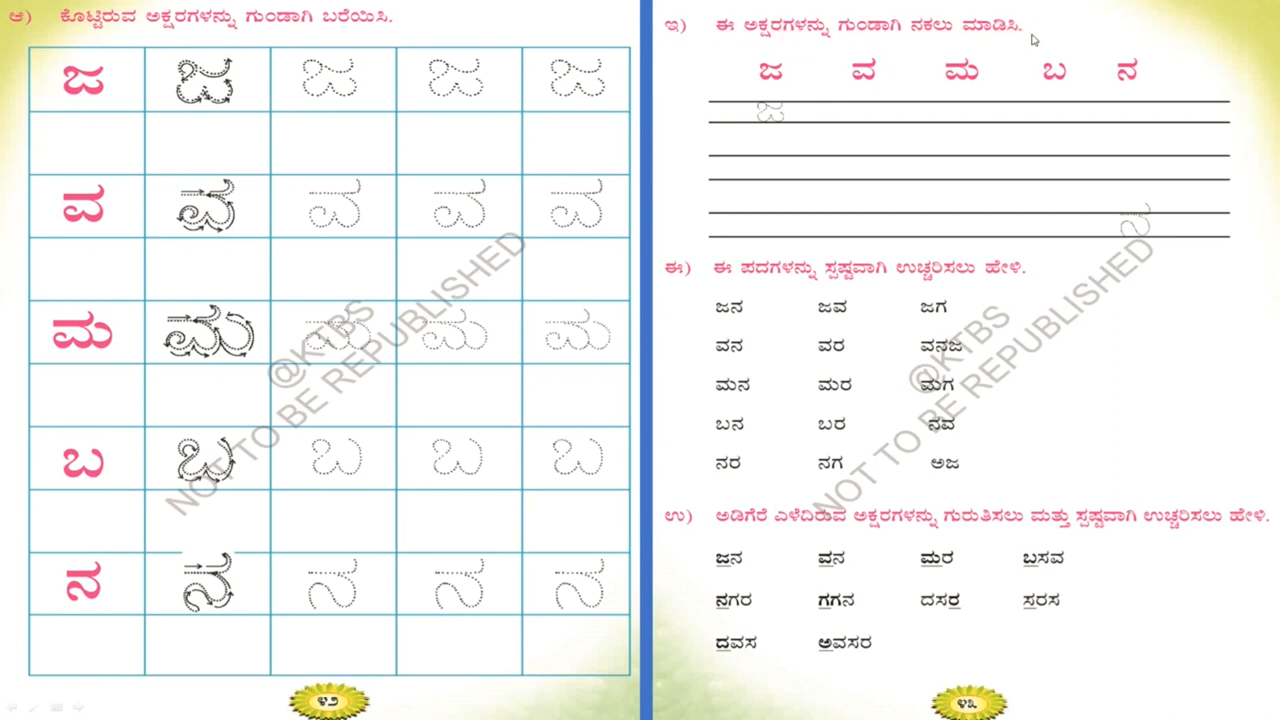 ಆ) ಕೊಟ್ಟಿರುವ ಅಕ್ಷರಗಳನ್ನು ಗುಂಡಾಗಿ ಬರೆಯಿಸಿ.
ಜ ಜ ಜ ಜ ಜ
ವ ವ ವ ವ ವ
ಮ ಮ ಮ ಮ ಮ
ಬ ಬ ಬ ಬ ಬ
ನ ನ ನ ನ ನ
@KTBS
NOT TO BE REPUBLISHED
೪೨
ಇ) ಈ ಅಕ್ಷರಗಳನ್ನು ಗುಂಡಾಗಿ ನಕಲು ಮಾಡಿಸಿ.
ಜ ವ ಮ ಬ ನ
ಜ
ನ
ಈ) ಈ ಪದಗಳನ್ನು ಸ್ಪಷ್ಟವಾಗಿ ಉಚ್ಚರಿಸಲು ಹೇಳಿ.
ಜನ ಜವ ಜಗ
ವನ ವರ ವನಜ
ಮನ ಮರ ಮಗ
ಬನ ಬರ ನವ
ನರ ನಗ ಅಜ
@KTBS
NOT TO BE REPUBLISHED
ಉ) ಅಡಿಗೆರೆ ಎಳೆದಿರುವ ಅಕ್ಷರಗಳನ್ನು ಗುರುತಿಸಲು ಮತ್ತು ಸ್ಪಷ್ಟವಾಗಿ ಉಚ್ಚರಿಸಲು ಹೇಳಿ.
ಜನ ವನ ಮರ ಬಸವ
ನಗರ ಗಗನ ದಸರ ಸರಸ
ದವಸ ಅವಸರ
೪೩